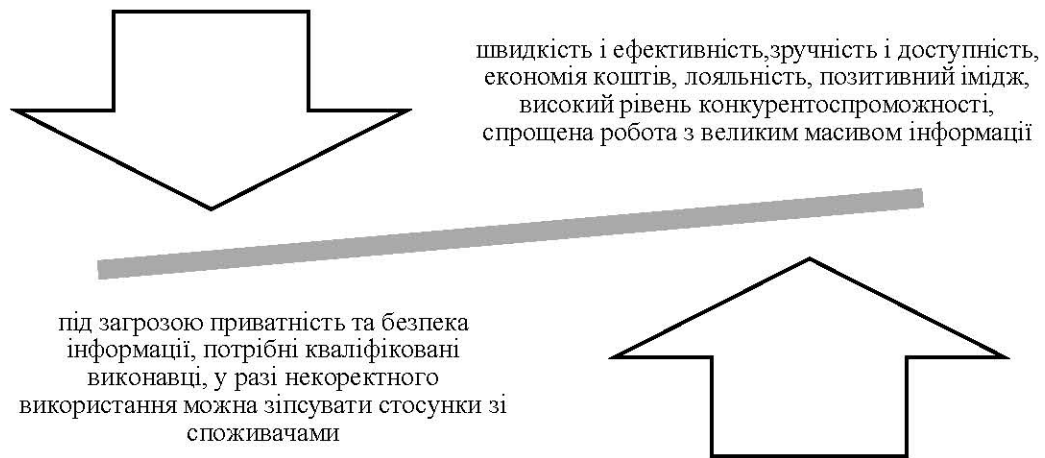 швидкість і ефективність,зручність і доступність,
економія коштів, лояльність, позитивний імідж,
високий рівень конкурентоспроможності,
спрощена робота з великим масивом інформації
під загрозою приватність та безпека
інформації, потрібні кваліфіковані
виконавці, у разі некоректного
використання можна зіпсувати стосунки зі
споживачами